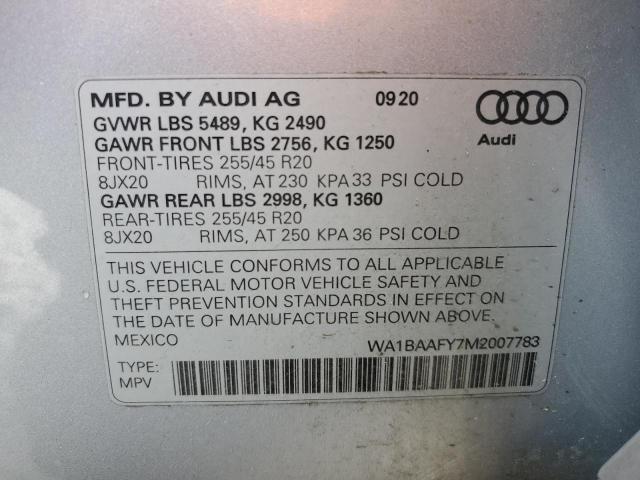 MFD. BY AUDI AG 0920
GVWR LBS 5489, KG 2490
GAWR FRONT LBS 2756, KG 1250
Audi
FRONT-TIRES 255/45 R20
8JX20 RIMS, AT 230 KPA 33 PSI COLD
GAWR REAR LBS 2998, KG 1360
REAR-TIRES 255/45 R20
8JX20 RIMS, AT 250 KPA 36 PSI COLD
THIS VEHICLE CONFORMS TO ALL APPLICABLE
U.S. FEDERAL MOTOR VEHICLE SAFETY AND
THEFT PREVENTION STANDARDS IN EFFECT ON
THE DATE OF MANUFACTURE SHOWN ABOVE.
MEXICO WA1BAAFY7M2007783
TYPE:
MPV